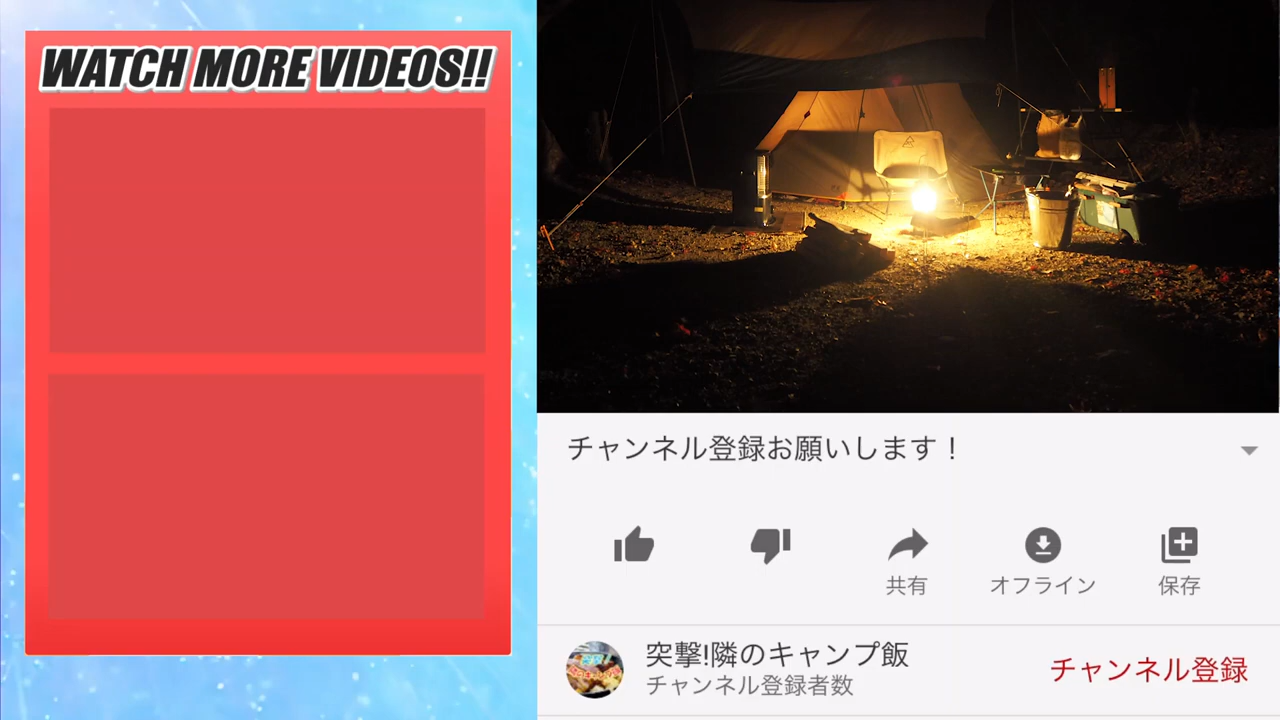 WATCH MORE VIDEOS!!
チャンネル登録お願いします！
共有
オフライン
保存
突撃!隣のキャンプ飯
チャンネル登録者数
チャンネル登録